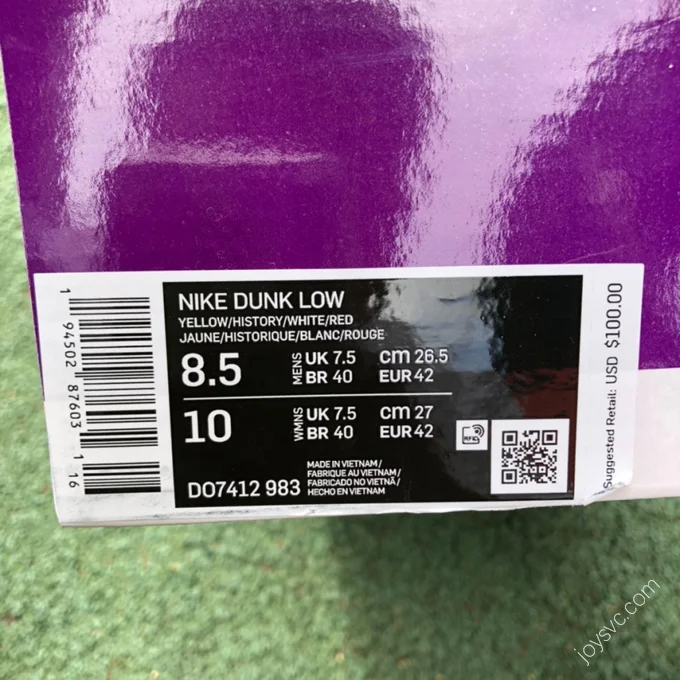 NIKE DUNK LOW
YELLOW/HISTORY/WHITE/RED
JAUNE/HISTORIQUE/BLANC/ROUGE
8.5 MENS UK 7.5 cm 26.5
BR 40 EUR 42
10 WMNS UK 7.5 cm 27
BR 40 EUR 42
RFID
DO7412 983
MADE IN VIETNAM/
FABRIQUE AU VIETNAM/
FABRICADO NO VIETNÃ/
HECHO EN VIETNAM
1 94502 87603 1 16
Suggested Retail: USD $100.00
joysvc.com